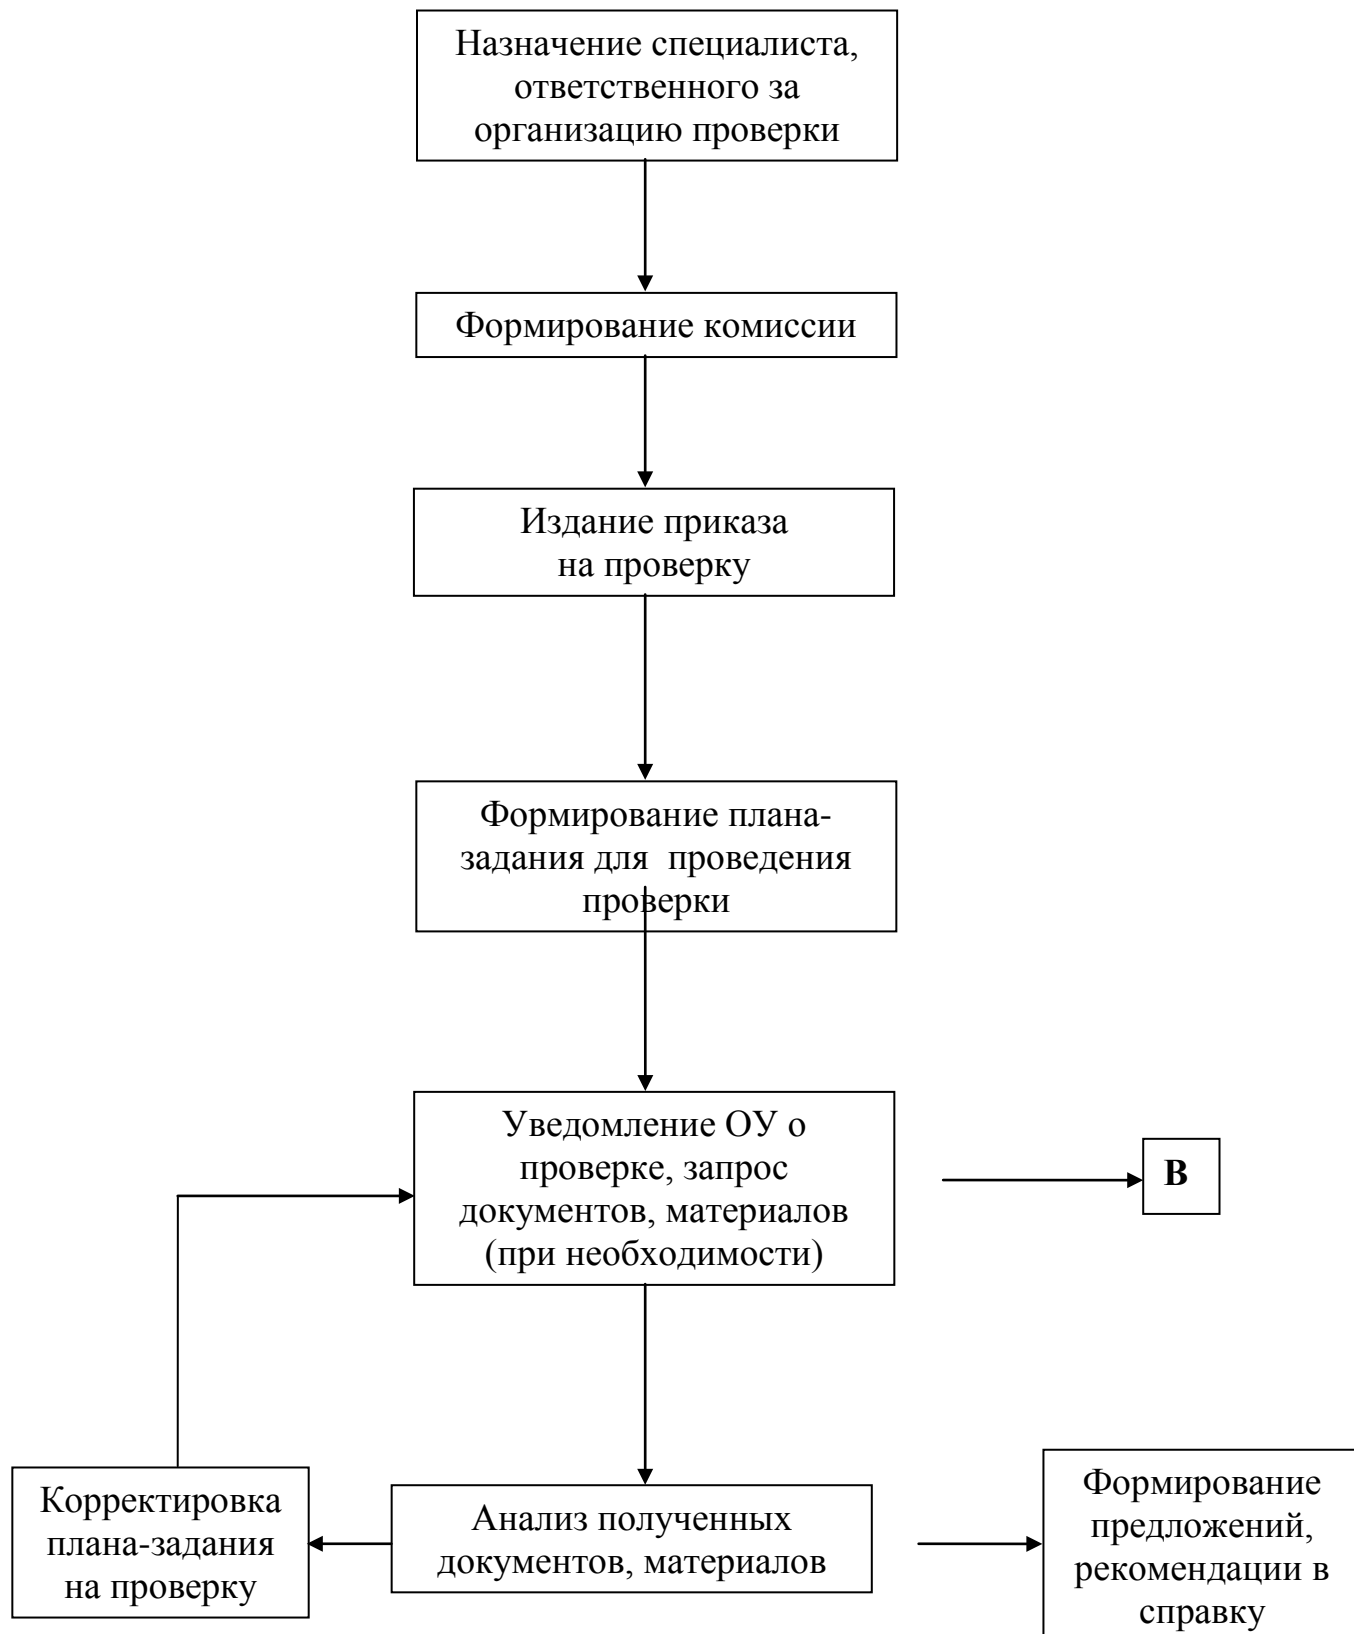 Назначение специалиста,
ответственного за
организацию проверки
Формирование комиссии
Издание приказа
на проверку
Формирование плана-
задания для  проведения
проверки
Уведомление ОУ о
проверке, запрос
документов, материалов
(при необходимости)
В
Корректировка
плана-задания
на проверку
Анализ полученных
документов, материалов
Формирование
предложений,
рекомендации в
справку